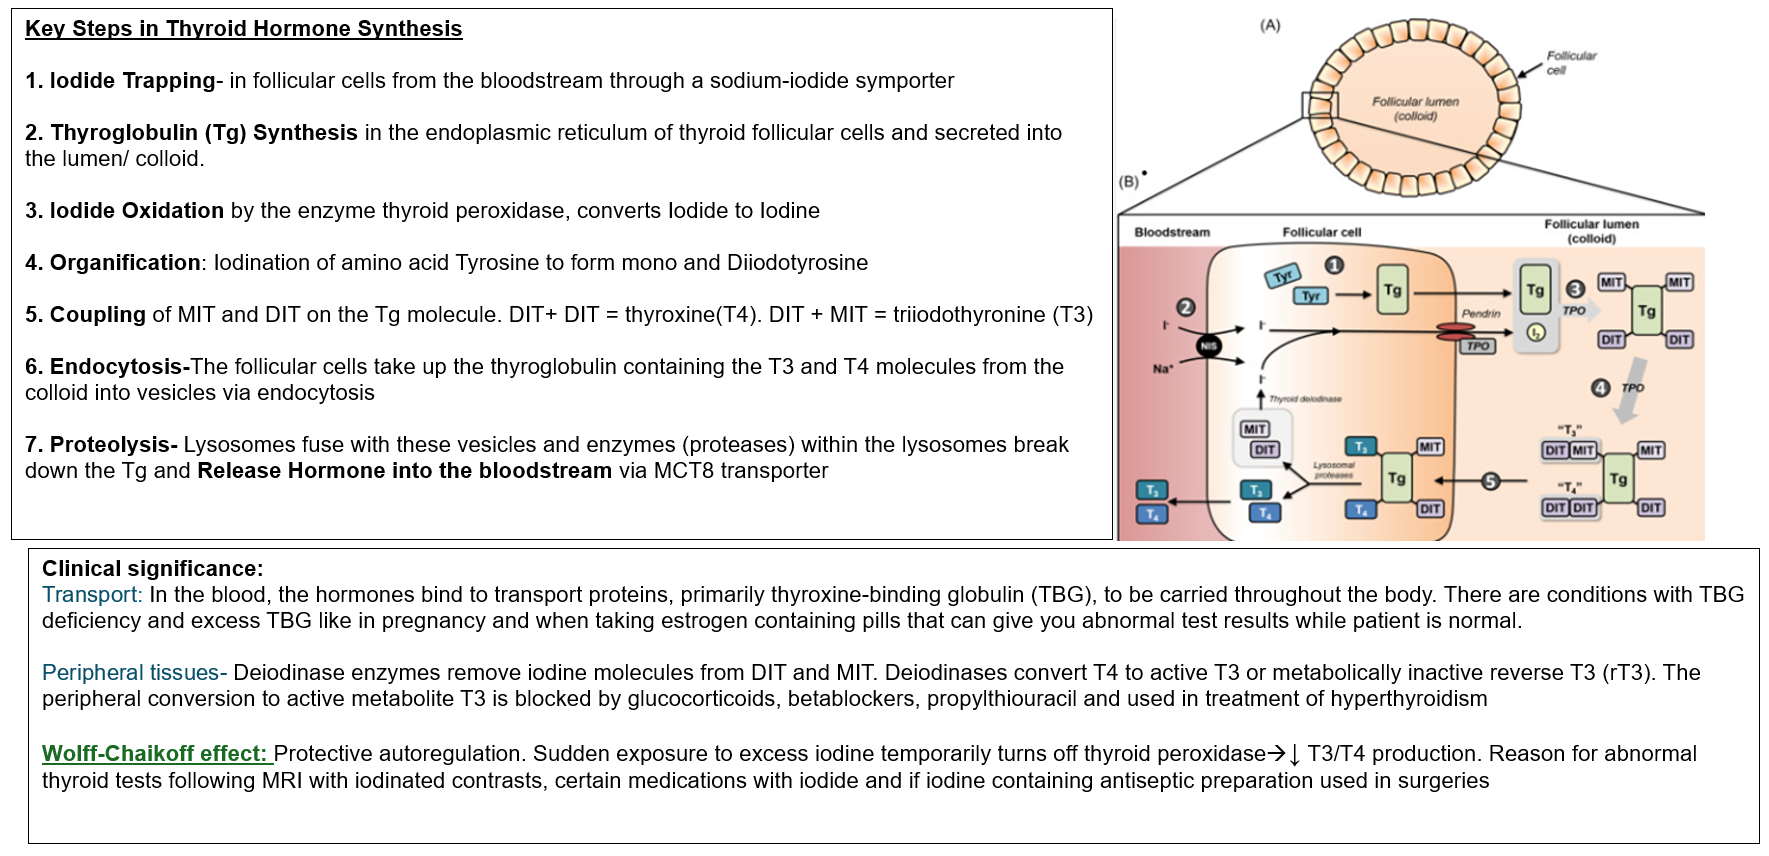 Key Steps in Thyroid Hormone Synthesis
1. Iodide Trapping- in follicular cells from the bloodstream through a sodium-iodide symporter
2. Thyroglobulin (Tg) Synthesis in the endoplasmic reticulum of thyroid follicular cells and secreted into
the lumen/ colloid.
3. Iodide Oxidation by the enzyme thyroid peroxidase, converts Iodide to Iodine
4. Organification: Iodination of amino acid Tyrosine to form mono and Diiodotyrosine
5. Coupling of MIT and DIT on the Tg molecule. DIT+ DIT = thyroxine(T4). DIT + MIT = triiodothyronine (T3)
6. Endocytosis-The follicular cells take up the thyroglobulin containing the T3 and T4 molecules from the
colloid into vesicles via endocytosis
7. Proteolysis- Lysosomes fuse with these vesicles and enzymes (proteases) within the lysosomes break
down the Tg and Release Hormone into the bloodstream via MCT8 transporter
(A)
Follicular
cell
Follicular lumen
(colloid)
(B)
Bloodstream
Follicular cell
Follicular lumen
(colloid)
1
Tyr
Tyr
Tg
Tg
3
TPO
MIT
MIT
Tg
DIT
DIT
2
I-
I-
Pendrin
I2
NIS
TPO
Na+
I-
4
TPO
Thyroid deiodinase
MIT
DIT
T3
MIT
Tg
T4
DIT
Lysosomal
proteases
5
"T3"
DIT
MIT
MIT
Tg
"T4"
DIT
DIT
DIT
T3
T4
T3
T4
Clinical significance:
Transport: In the blood, the hormones bind to transport proteins, primarily thyroxine-binding globulin (TBG), to be carried throughout the body. There are conditions with TBG
deficiency and excess TBG like in pregnancy and when taking estrogen containing pills that can give you abnormal test results while patient is normal.
Peripheral tissues- Deiodinase enzymes remove iodine molecules from DIT and MIT. Deiodinases convert T4 to active T3 or metabolically inactive reverse T3 (rT3). The
peripheral conversion to active metabolite T3 is blocked by glucocorticoids, betablockers, propylthiouracil and used in treatment of hyperthyroidism
Wolff-Chaikoff effect: Protective autoregulation. Sudden exposure to excess iodine temporarily turns off thyroid peroxidase→↓ T3/T4 production. Reason for abnormal
thyroid tests following MRI with iodinated contrasts, certain medications with iodide and if iodine containing antiseptic preparation used in surgeries